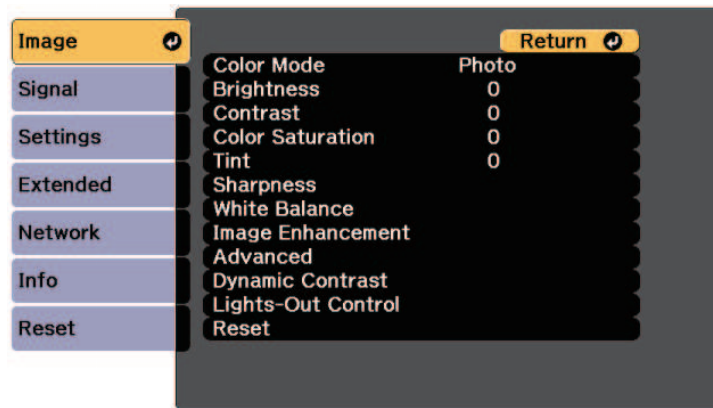 Image
Signal
Settings
Extended
Network
Info
Reset
Return
Color Mode Photo
Brightness 0
Contrast 0
Color Saturation 0
Tint 0
Sharpness
White Balance
Image Enhancement
Advanced
Dynamic Contrast
Lights-Out Control
Reset